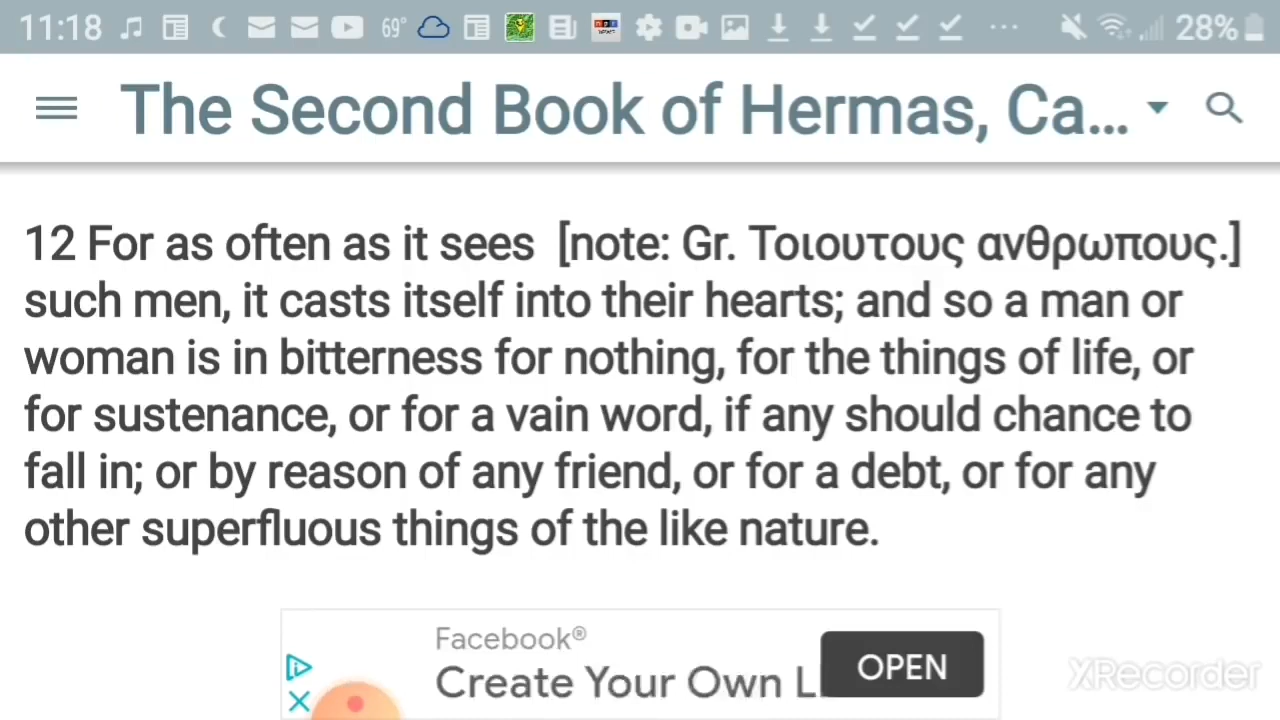 11:18 69° 28%
The Second Book of Hermas, Ca...
12 For as often as it sees [note: Gr. Τοιουτους ανθρωπους.]
such men, it casts itself into their hearts; and so a man or
woman is in bitterness for nothing, for the things of life, or
for sustenance, or for a vain word, if any should chance to
fall in; or by reason of any friend, or for a debt, or for any
other superfluous things of the like nature.
Facebook®
Create Your Own L
OPEN
XRecorder